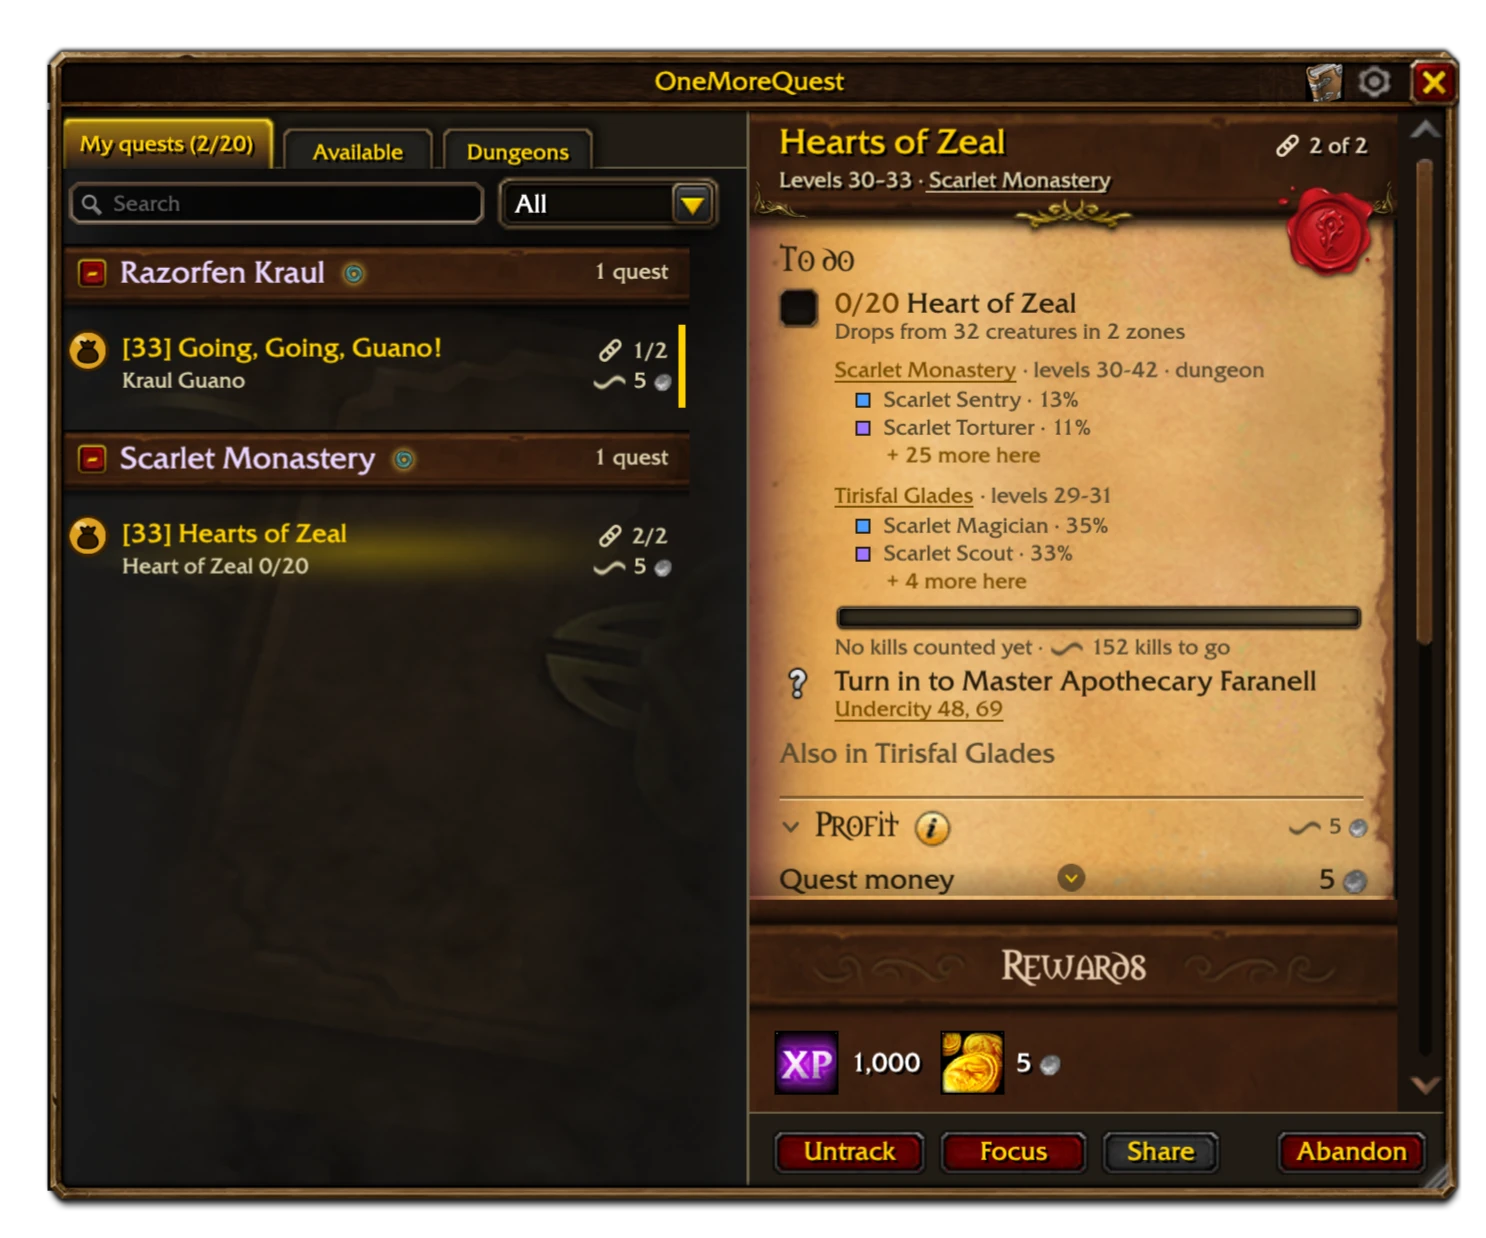 OneMoreQuest
My quests (2/20)
Available
Dungeons
Search
All
Razorfen Kraul
1 quest
[33] Going, Going, Guano!
1/2
Kraul Guano
5
Scarlet Monastery
1 quest
[33] Hearts of Zeal
2/2
Heart of Zeal 0/20
5
Hearts of Zeal
2 of 2
Levels 30-33 · Scarlet Monastery
To do
0/20 Heart of Zeal
Drops from 32 creatures in 2 zones
Scarlet Monastery · levels 30-42 · dungeon
Scarlet Sentry · 13%
Scarlet Torturer · 11%
+ 25 more here
Tirisfal Glades · levels 29-31
Scarlet Magician · 35%
Scarlet Scout · 33%
+ 4 more here
No kills counted yet · ~ 152 kills to go
? Turn in to Master Apothecary Faranell
Undercity 48, 69
Also in Tirisfal Glades
Profit i
~ 5
Quest money
5
Rewards
XP 1,000
5
Untrack
Focus
Share
Abandon